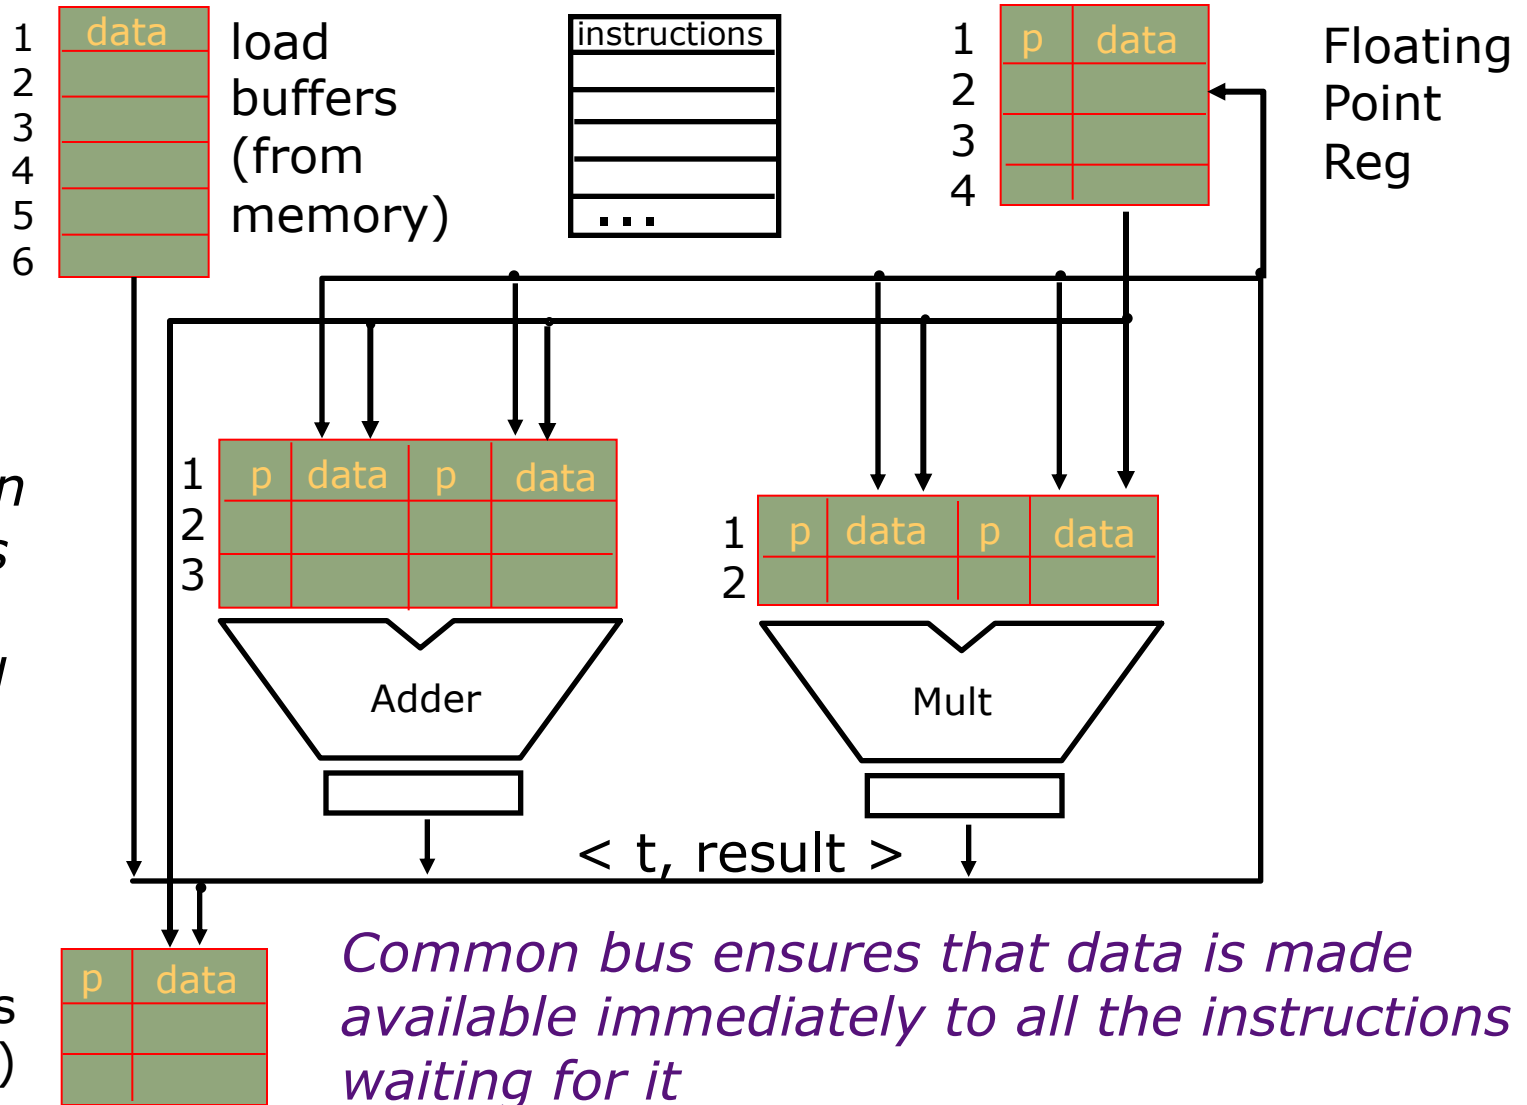 1
2
3
4
5
6
data
load
buffers
(from
memory)
instructions
...
1
2
3
4
p data
Floating
Point
Reg
1
2
3
p data p data
1
2
p data p data
Adder
Mult
< t, result >
p data
Common bus ensures that data is made
available immediately to all the instructions
waiting for it